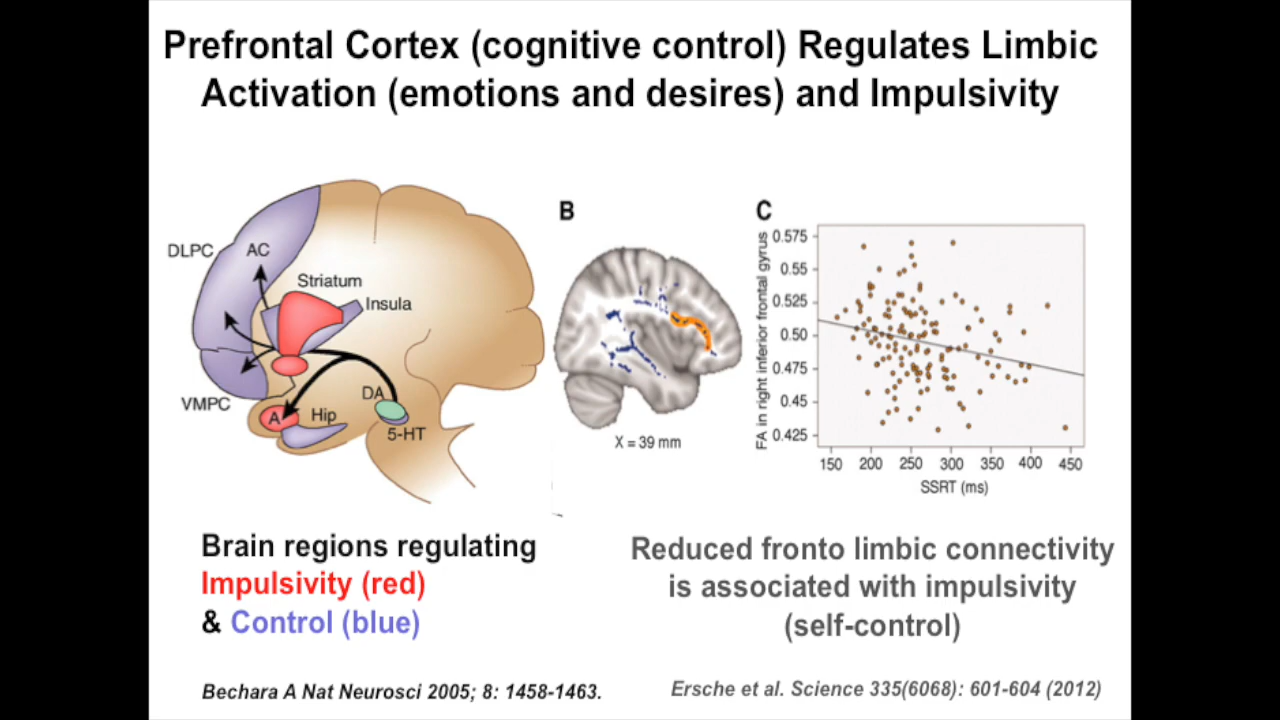 Prefrontal Cortex (cognitive control) Regulates Limbic
Activation (emotions and desires) and Impulsivity
DLPC
AC
Striatum
Insula
VMPC
A
Hip
DA
5-HT
B
X = 39 mm
C
FA in right inferior frontal gyrus
0.575
0.55
0.525
0.50
0.475
0.45
0.425
150 200 250 300 350 400 450
SSRT (ms)
Brain regions regulating
Impulsivity (red)
& Control (blue)
Reduced fronto limbic connectivity
is associated with impulsivity
(self-control)
Bechara A Nat Neurosci 2005; 8: 1458-1463.
Ersche et al. Science 335(6068): 601-604 (2012)